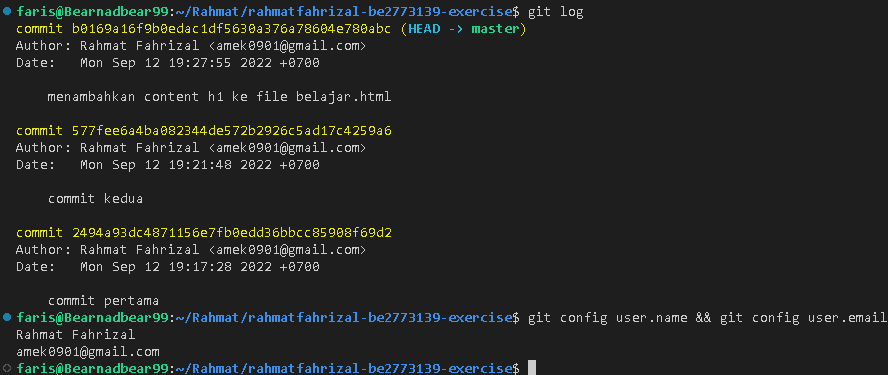 faris@Bearnadbear99:~/Rahmat/rahmatfahrizal-be2773139-exercise$ git log
commit b0169a16f9b0edac1df5630a376a78604e780abc (HEAD -> master)
Author: Rahmat Fahrizal <amek0901@gmail.com>
Date:   Mon Sep 12 19:27:55 2022 +0700
    menambahkan content h1 ke file belajar.html
commit 577fee6a4ba082344de572b2926c5ad17c4259a6
Author: Rahmat Fahrizal <amek0901@gmail.com>
Date:   Mon Sep 12 19:21:48 2022 +0700
    commit kedua
commit 2494a93dc4871156e7fb0edd36bbcc85908f69d2
Author: Rahmat Fahrizal <amek0901@gmail.com>
Date:   Mon Sep 12 19:17:28 2022 +0700
    commit pertama
faris@Bearnadbear99:~/Rahmat/rahmatfahrizal-be2773139-exercise$ git config user.name && git config user.email
Rahmat Fahrizal
amek0901@gmail.com
faris@Bearnadbear99:~/Rahmat/rahmatfahrizal-be2773139-exercise$